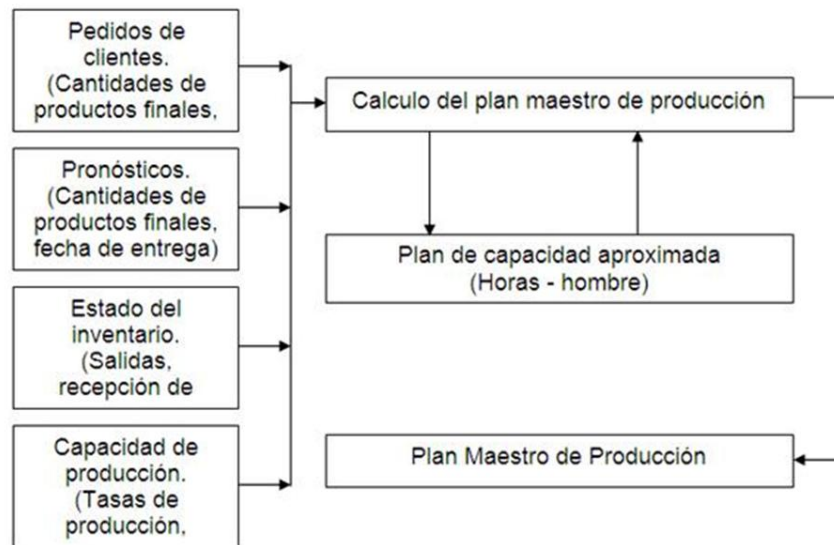 Pedidos de
clientes.
(Cantidades de
productos finales,
Pronósticos.
(Cantidades de
productos finales,
fecha de entrega)
Estado del
inventario.
(Salidas,
recepción de
Capacidad de
producción.
(Tasas de
producción,
Calculo del plan maestro de producción
Plan de capacidad aproximada
(Horas - hombre)
Plan Maestro de Producción